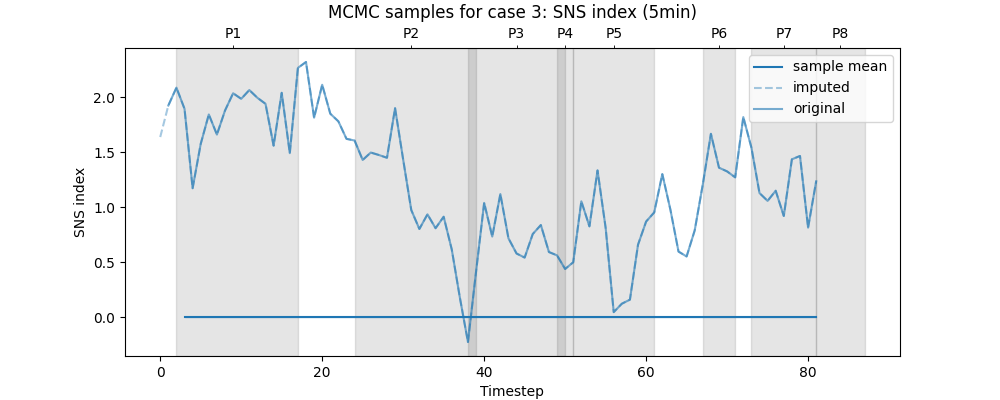 MCMC samples for case 3: SNS index (5min)
P1 P2 P3 P4 P5 P6 P7 P8
sample mean
imputed
original
2.0
1.5
1.0
0.5
0.0
SNS index
0 20 40 60 80
Timestep